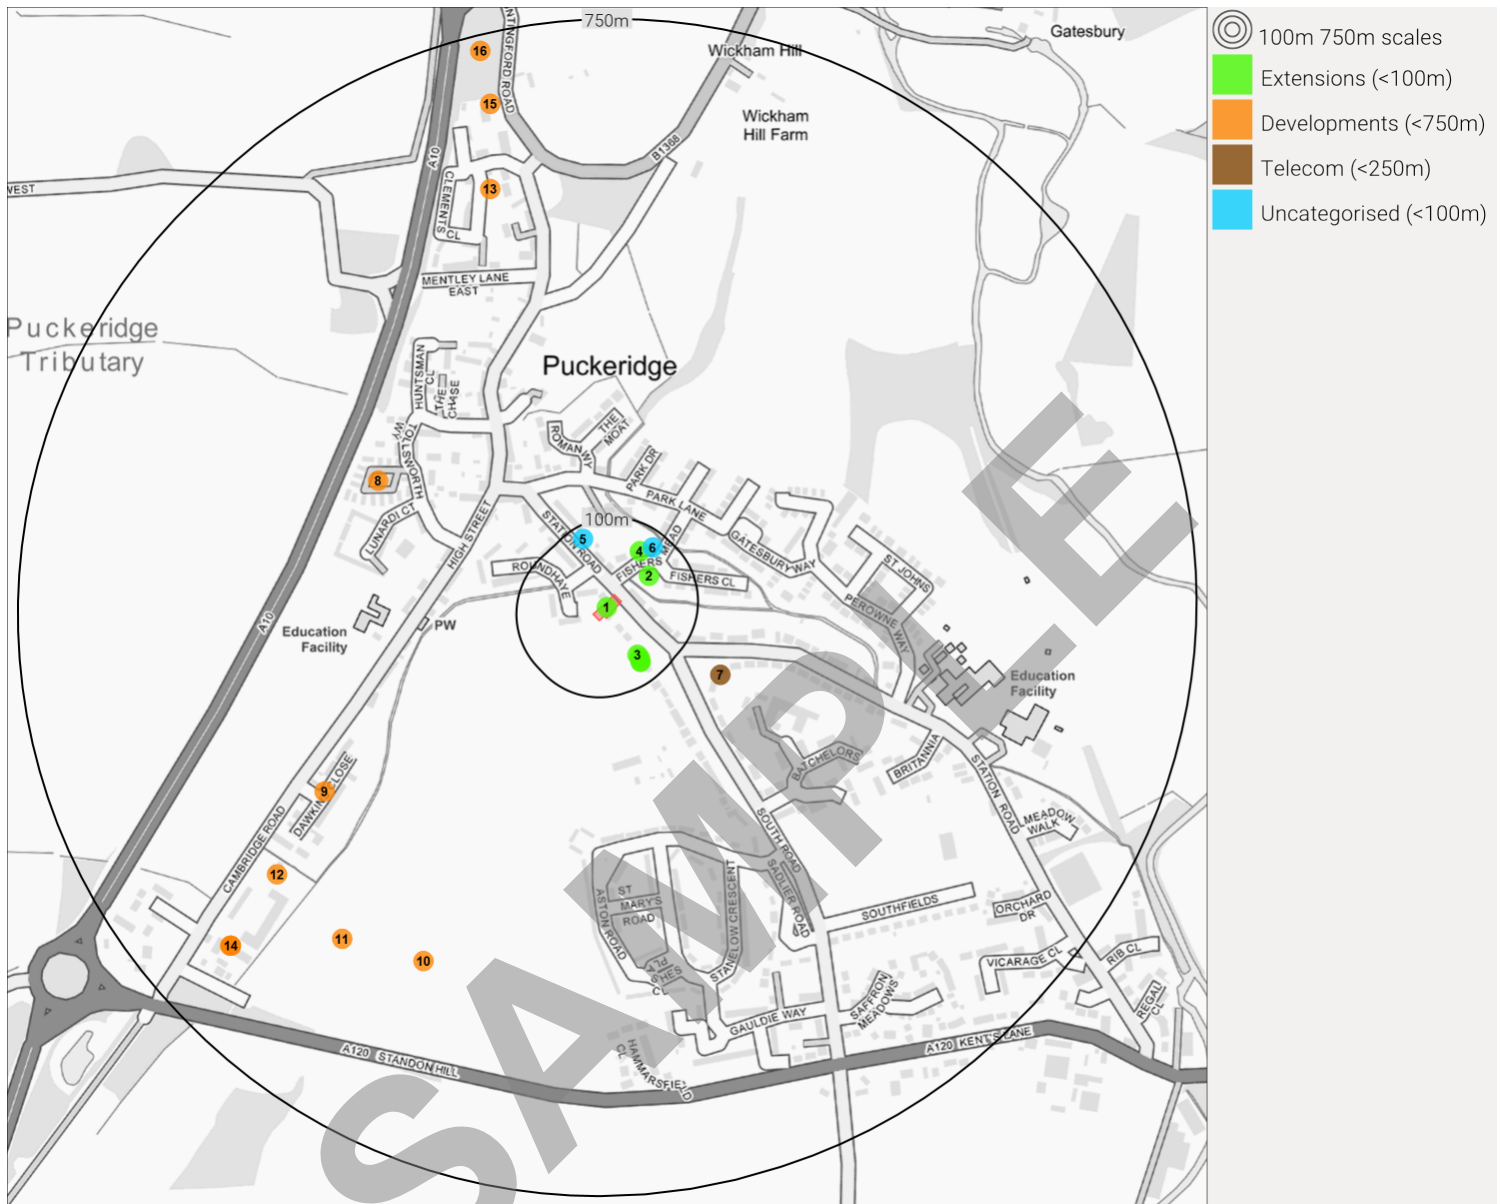 750m
100m 750m scales
Extensions (<100m)
Developments (<750m)
Telecom (<250m)
Uncategorised (<100m)
Gatesbury
Wickham Hill
Wickham
Hill Farm
16
15
13
NTINGFORD ROAD
B1368
A10
WEST
CLEMENTS
CL
MENTLEY LANE
EAST
Puckeridge
Tributary
Puckeridge
HUNTSMAN
CL
THE
CHASE
TOLLSWORTH
WY
8
LUNARDI CT
HIGH STREET
ROMAN WY
THE
MOAT
PARK DR
PARK LANE
100m
STATION ROAD
5
4
6
FISHERS MEAD
2
FISHERS CL
ROUNDHAYE
1
3
7
GATESBURY WAY
ST JOHNS
PEROWNE WAY
A10
Education
Facility
PW
Education
Facility
BATCHELORS
BRITANNIA
STATION ROAD
MEADOW
WALK
9
DAWKINS CLOSE
CAMBRIDGE ROAD
12
14
11
10
SOUTH ROAD
SADLIER ROAD
ST
MARY'S
ROAD
ASTON ROAD
STANELOW CRESCENT
SOUTHFIELDS
ORCHARD
DR
VICARAGE CL
RIB CL
REGAL
CL
SAFFRON
MEADOWS
GAULDIE WAY
HAMMARSFIELD
CL
A120 STANDON HILL
A120 KENT'S LANE
SAMPLE